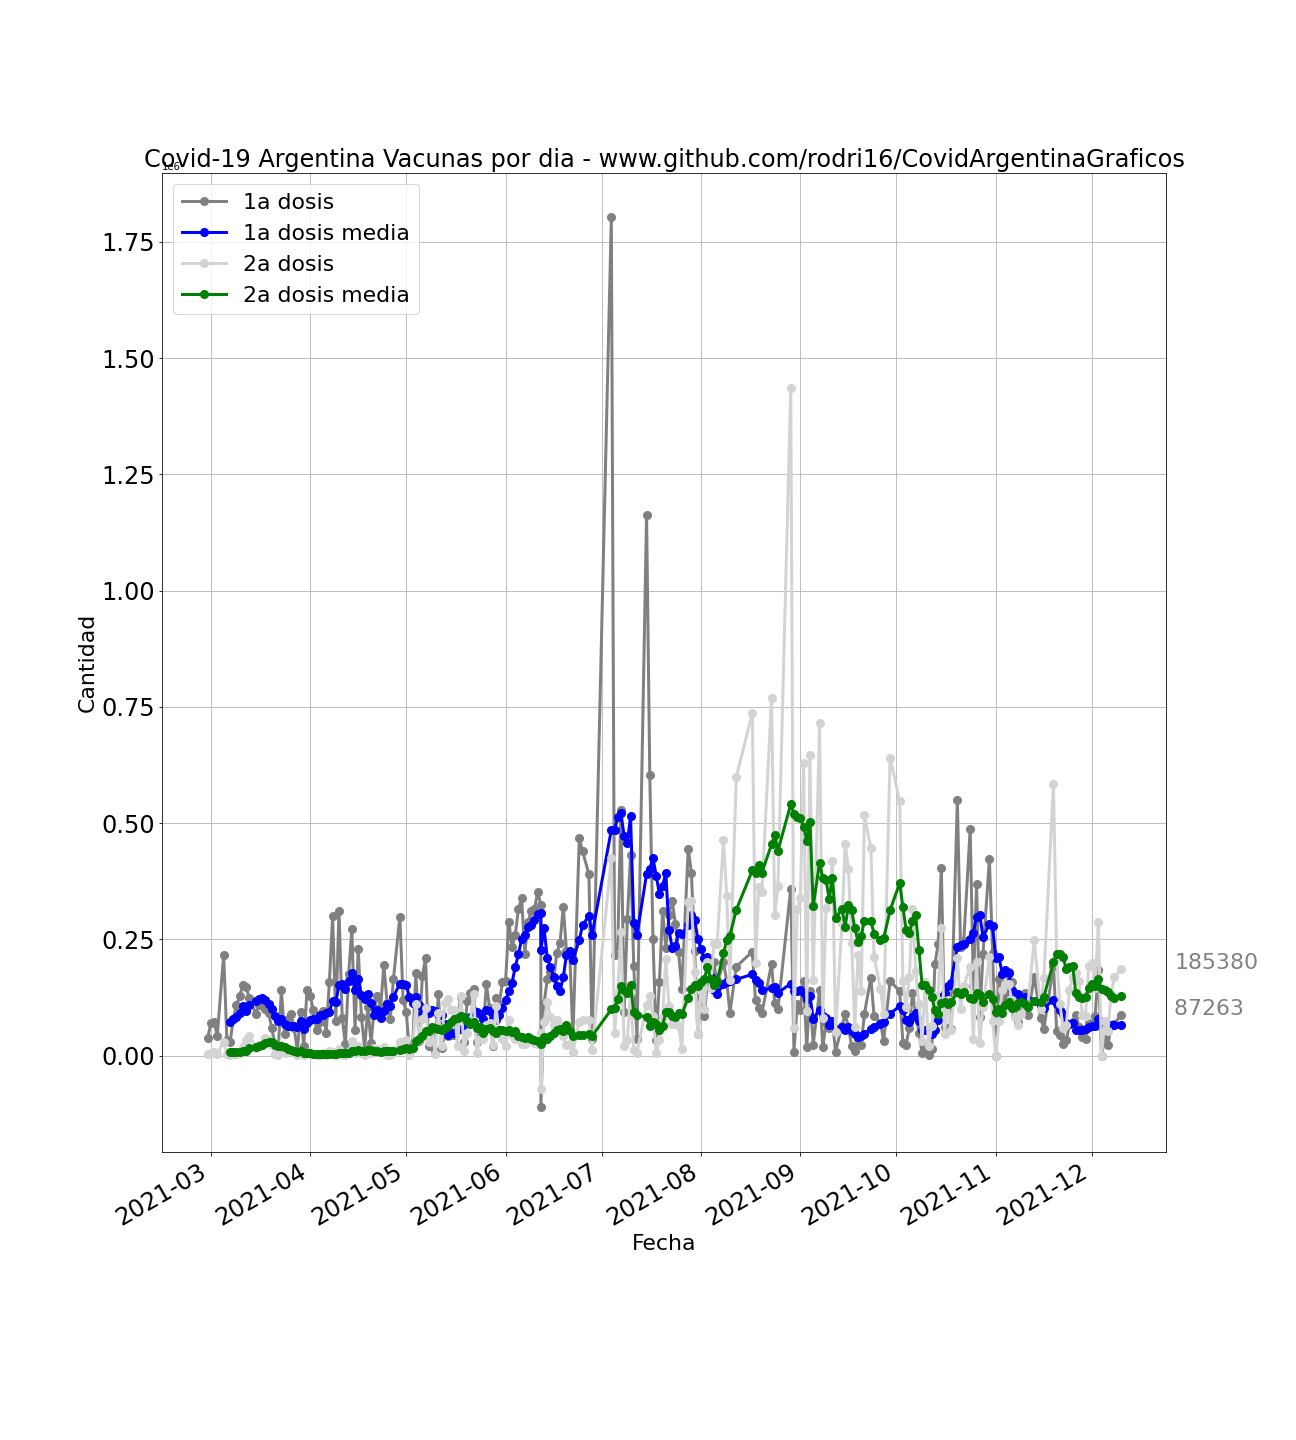 Covid-19 Argentina Vacunas por dia - www.github.com/rodri16/CovidArgentinaGraficos
1e6
1a dosis
1a dosis media
2a dosis
2a dosis media
1.75
1.50
1.25
1.00
0.75
0.50
0.25
0.00
Cantidad
185380
87263
2021-03
2021-04
2021-05
2021-06
2021-07
2021-08
2021-09
2021-10
2021-11
2021-12
Fecha